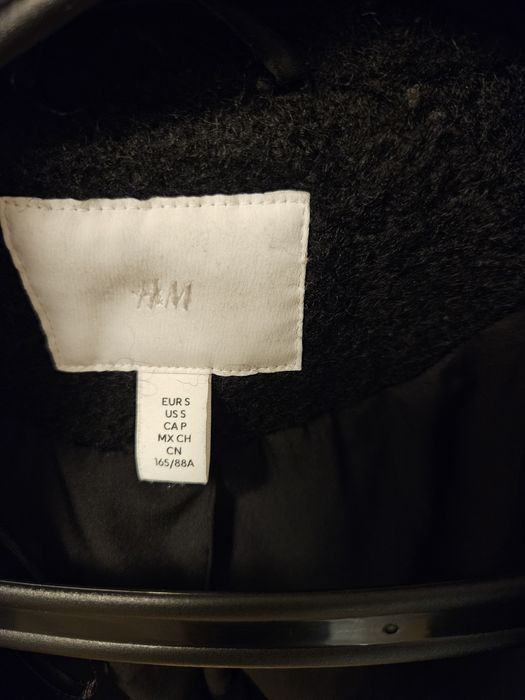 H&M
EUR S
US S
CA P
MX CH
CN
165/88A